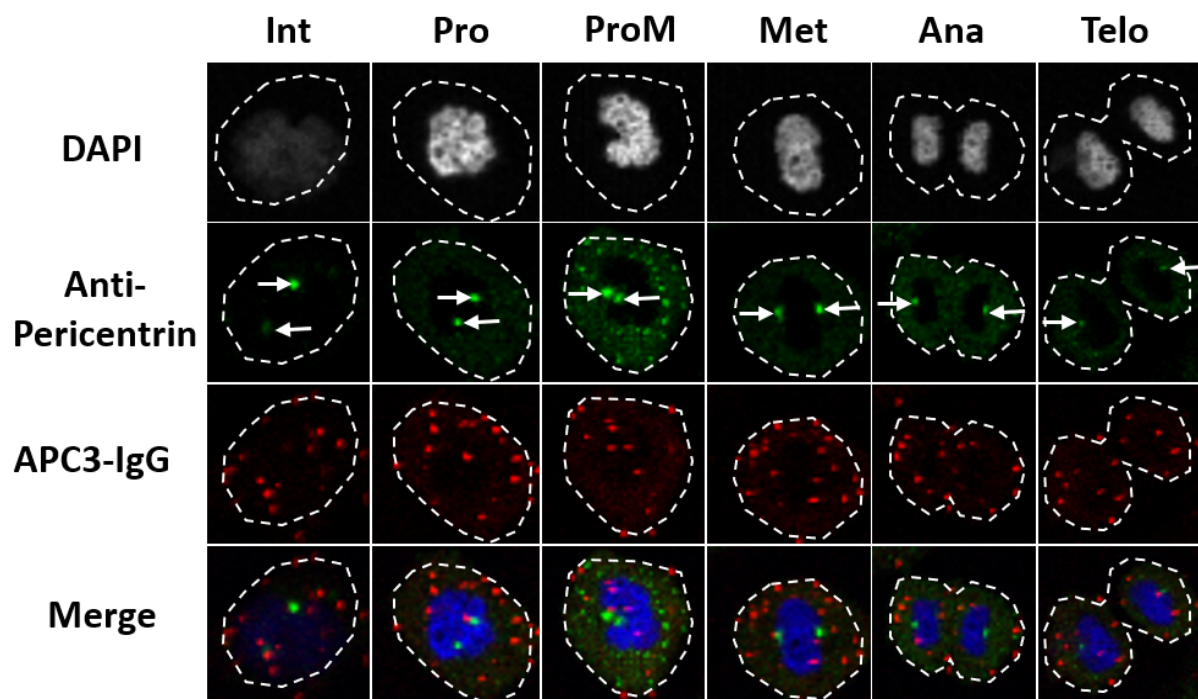 Int Pro ProM Met Ana Telo
DAPI
Anti-
Pericentrin
APC3-IgG
Merge